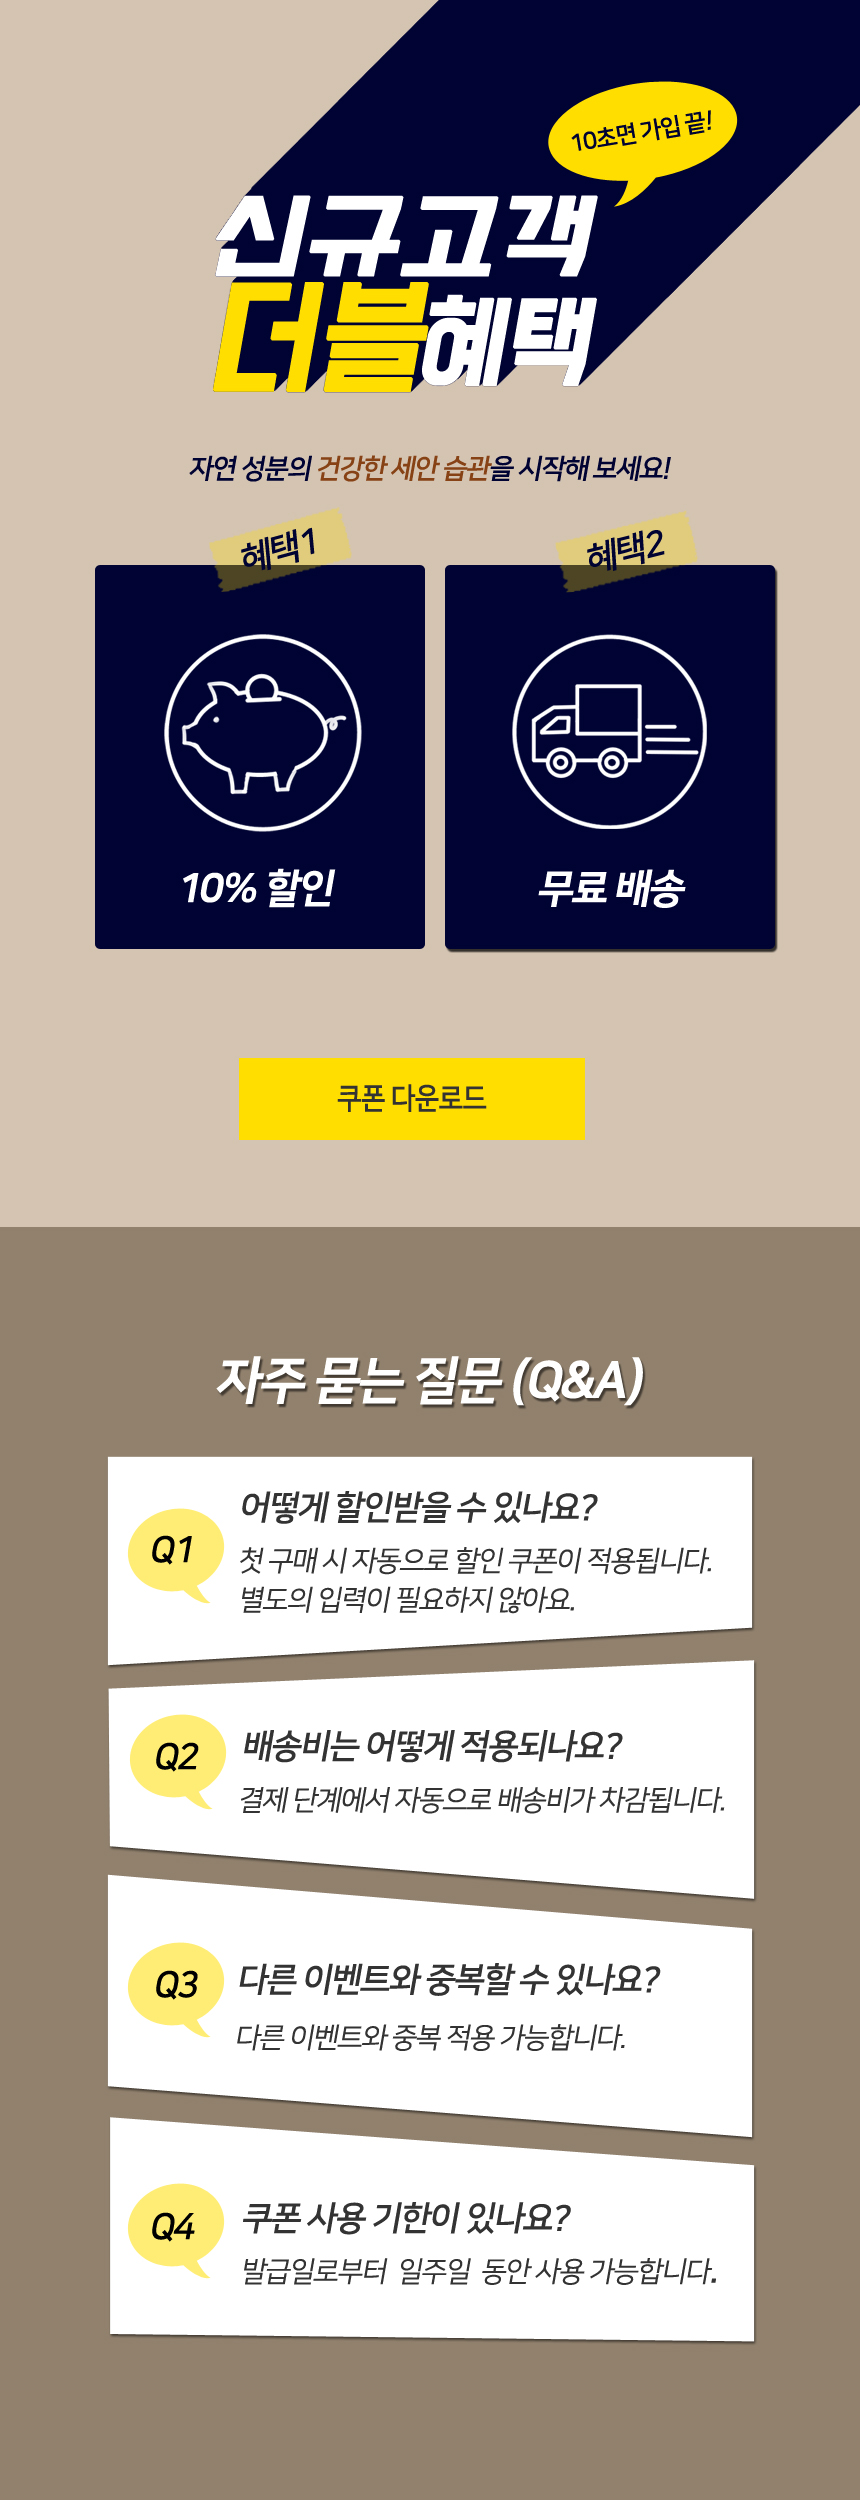 10초면 가입 끝!
신규고객
더블혜택
자연 성분의 건강한 세안 습관을 시작해 보세요!
혜택1
10% 할인
혜택2
무료 배송
쿠폰 다운로드
자주 묻는 질문 (Q&A)
Q1
어떻게 할인받을 수 있나요?
첫 구매 시 자동으로 할인 쿠폰이 적용됩니다.
별도의 입력이 필요하지 않아요.
Q2
배송비는 어떻게 적용되나요?
결제 단계에서 자동으로 배송비가 차감됩니다.
Q3
다른 이벤트와 중복할 수 있나요?
다른 이벤트와 중복 적용 가능합니다.
Q4
쿠폰 사용 기한이 있나요?
발급일로부터 일주일 동안 사용 가능합니다.